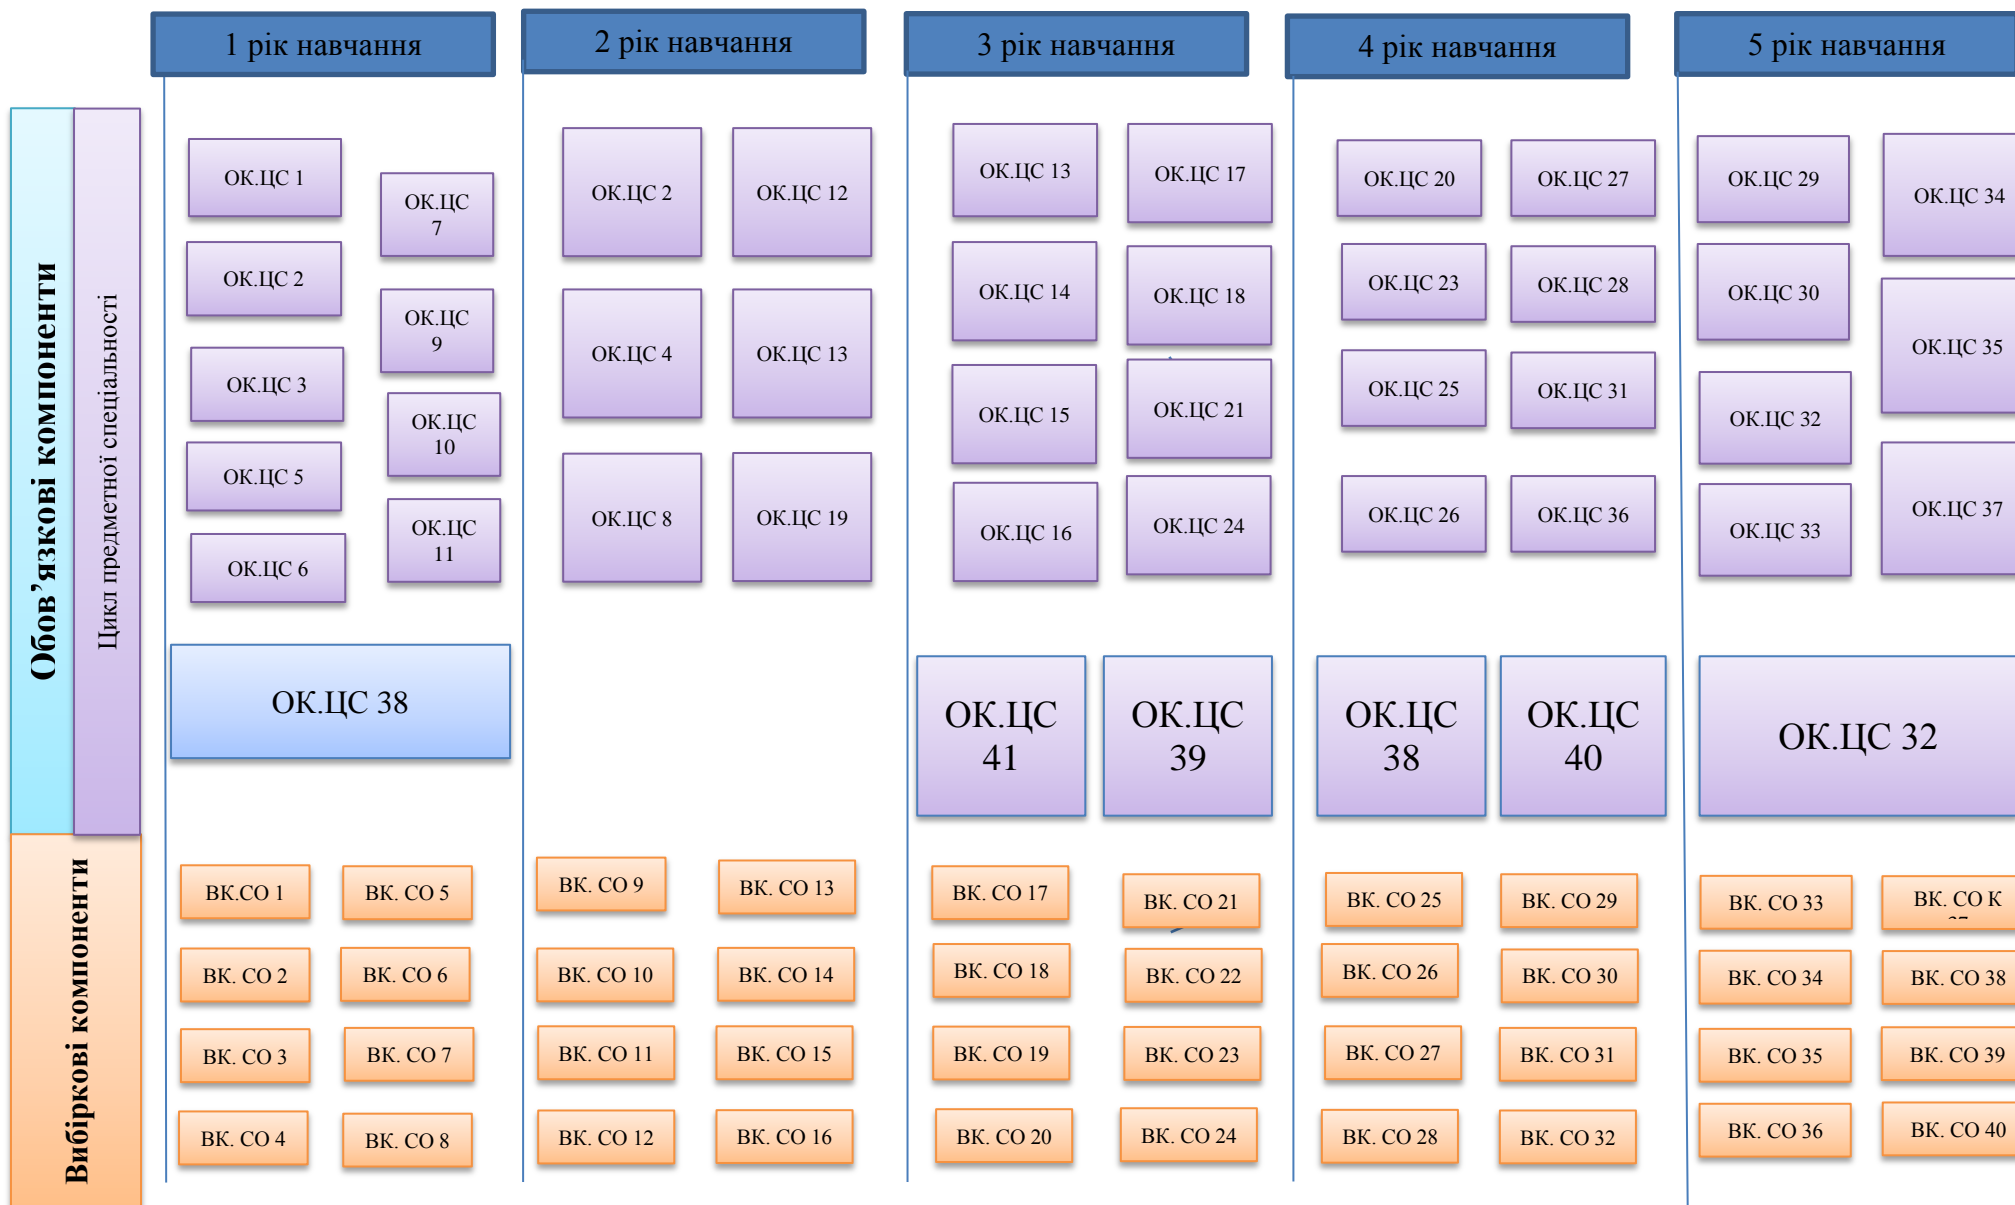 1 рік навчання
2 рік навчання
3 рік навчання
4 рік навчання
5 рік навчання
Обов’язкові компоненти
Цикл предметної спеціальності
ОК.ЦС 1
ОК.ЦС 2
ОК.ЦС 3
ОК.ЦС 5
ОК.ЦС 6
ОК.ЦС
7
ОК.ЦС
9
ОК.ЦС
10
ОК.ЦС
11
ОК.ЦС 38
ОК.ЦС 2
ОК.ЦС 4
ОК.ЦС 8
ОК.ЦС 12
ОК.ЦС 13
ОК.ЦС 19
ОК.ЦС 13
ОК.ЦС 14
ОК.ЦС 15
ОК.ЦС 16
ОК.ЦС 17
ОК.ЦС 18
ОК.ЦС 21
ОК.ЦС 24
ОК.ЦС
41
ОК.ЦС
39
ОК.ЦС 20
ОК.ЦС 23
ОК.ЦС 25
ОК.ЦС 26
ОК.ЦС 27
ОК.ЦС 28
ОК.ЦС 31
ОК.ЦС 36
ОК.ЦС
38
ОК.ЦС
40
ОК.ЦС 29
ОК.ЦС 30
ОК.ЦС 32
ОК.ЦС 33
ОК.ЦС 34
ОК.ЦС 35
ОК.ЦС 37
ОК.ЦС 32
Вибіркові компоненти
ВК.СО 1
ВК. СО 2
ВК. СО 3
ВК. СО 4
ВК. СО 5
ВК. СО 6
ВК. СО 7
ВК. СО 8
ВК. СО 9
ВК. СО 10
ВК. СО 11
ВК. СО 12
ВК. СО 13
ВК. СО 14
ВК. СО 15
ВК. СО 16
ВК. СО 17
ВК. СО 18
ВК. СО 19
ВК. СО 20
ВК. СО 21
ВК. СО 22
ВК. СО 23
ВК. СО 24
ВК. СО 25
ВК. СО 26
ВК. СО 27
ВК. СО 28
ВК. СО 29
ВК. СО 30
ВК. СО 31
ВК. СО 32
ВК. СО 33
ВК. СО 34
ВК. СО 35
ВК. СО 36
ВК. СО К
ВК. СО 38
ВК. СО 39
ВК. СО 40